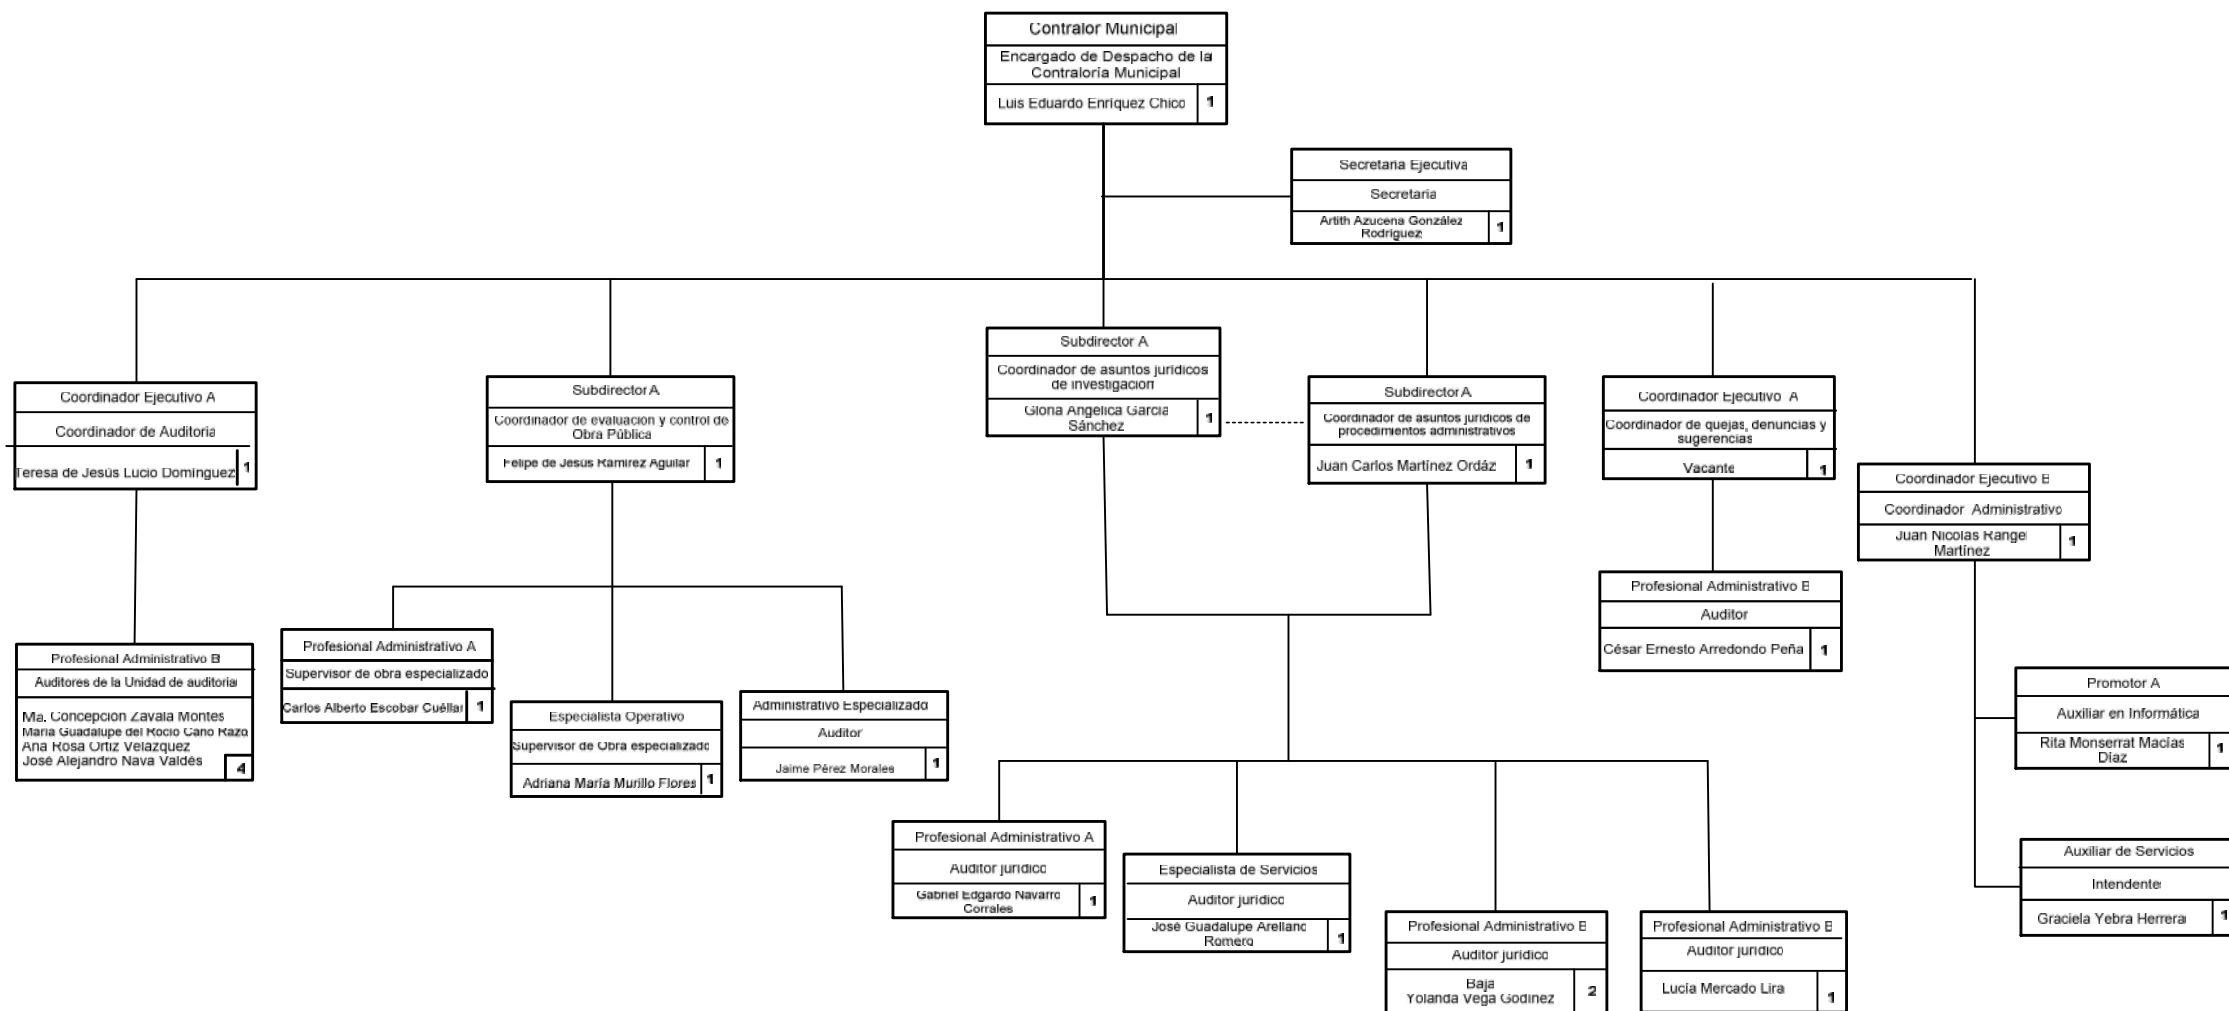 Contralor Municipal
Encargado de Despacho de la
Contraloría Municipal
Luis Eduardo Enríquez Chico 1
Secretaria Ejecutiva
Secretaria
Artith Azucena González
Rodríguez 1
Coordinador Ejecutivo A
Coordinador de Auditoria
Teresa de Jesús Lucio Domínguez 1
Subdirector A
Coordinador de evaluación y control de
Obra Pública
Felipe de Jesús Ramírez Aguilar 1
Subdirector A
Coordinador de asuntos jurídicos
de investigación
Gloria Angélica García
Sánchez 1
Subdirector A
Coordinador de asuntos jurídicos de
procedimientos administrativos
Juan Carlos Martínez Ordáz 1
Coordinador Ejecutivo A
Coordinador de quejas, denuncias y
sugerencias
Vacante 1
Coordinador Ejecutivo B
Coordinador Administrativo
Juan Nicolás Rangel
Martínez 1
Profesional Administrativo B
Auditores de la Unidad de auditoria
Ma. Concepción Zavala Montes
María Guadalupe del Rocío Cano Razo
Ana Rosa Ortiz Velázquez
José Alejandro Nava Valdés 4
Profesional Administrativo A
Supervisor de obra especializado
Carlos Alberto Escobar Cuéllar 1
Especialista Operativo
Supervisor de Obra especializado
Adriana María Murillo Flores 1
Administrativo Especializado
Auditor
Jaime Pérez Morales 1
Profesional Administrativo B
Auditor
César Ernesto Arredondo Peña 1
Promotor A
Auxiliar en Informática
Rita Monserrat Macías
Díaz 1
Auxiliar de Servicios
Intendente
Graciela Yebra Herrera 1
Profesional Administrativo A
Auditor jurídico
Gabriel Edgardo Navarro
Corrales 1
Especialista de Servicios
Auditor jurídico
José Guadalupe Arellano
Romero 1
Profesional Administrativo B
Auditor jurídico
Baja
Yolanda Vega Godínez 2
Profesional Administrativo B
Auditor jurídico
Lucía Mercado Lira 1